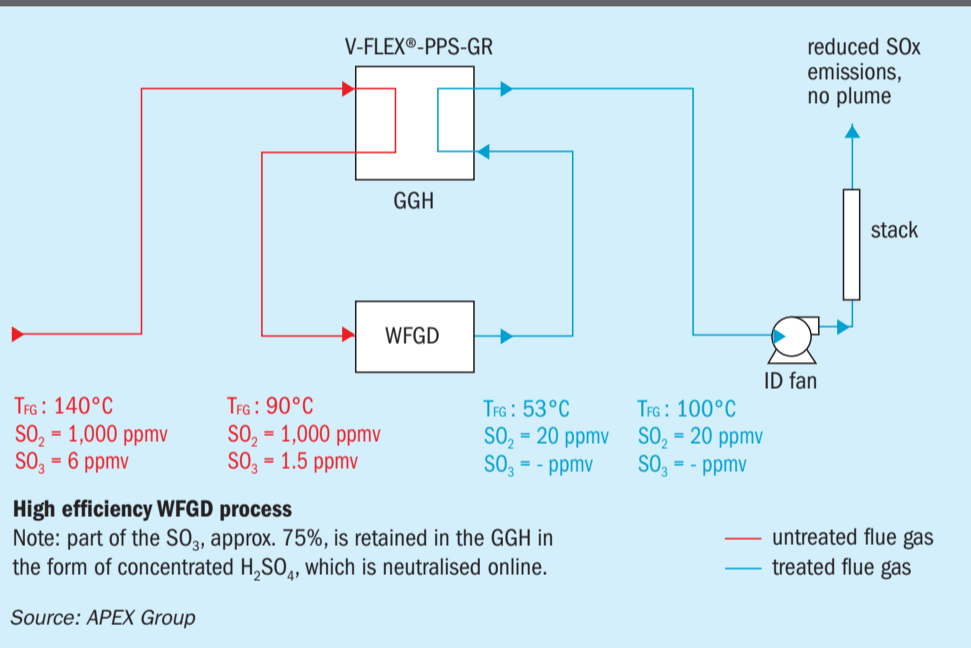 V-FLEX®-PPS-GR
reduced SOx
emissions,
no plume
GGH
stack
WFGD
ID fan
TFG : 140°C
SO₂ = 1,000 ppmv
SO₃ = 6 ppmv
TFG : 90°C
SO₂ = 1,000 ppmv
SO₃ = 1.5 ppmv
TFG : 53°C
SO₂ = 20 ppmv
SO₃ = - ppmv
TFG : 100°C
SO₂ = 20 ppmv
SO₃ = - ppmv
High efficiency WFGD process
Note: part of the SO₃, approx. 75%, is retained in the GGH in
the form of concentrated H₂SO₄, which is neutralised online.
untreated flue gas
treated flue gas
Source: APEX Group